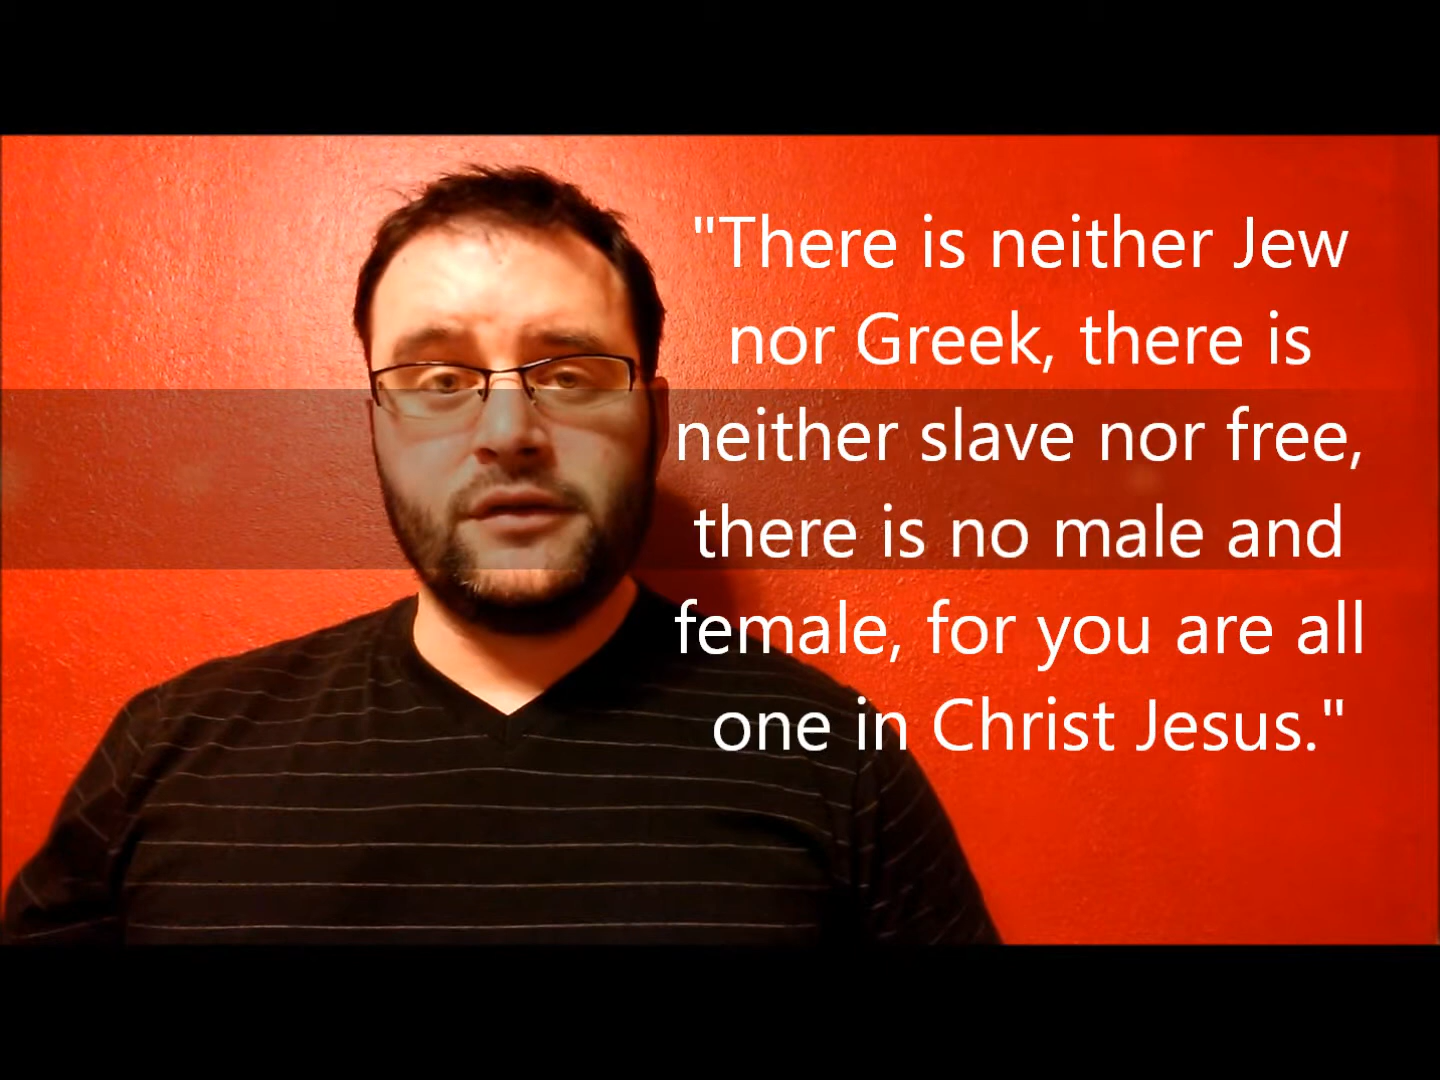 "There is neither Jew
nor Greek, there is
neither slave nor free,
there is no male and
female, for you are all
one in Christ Jesus."